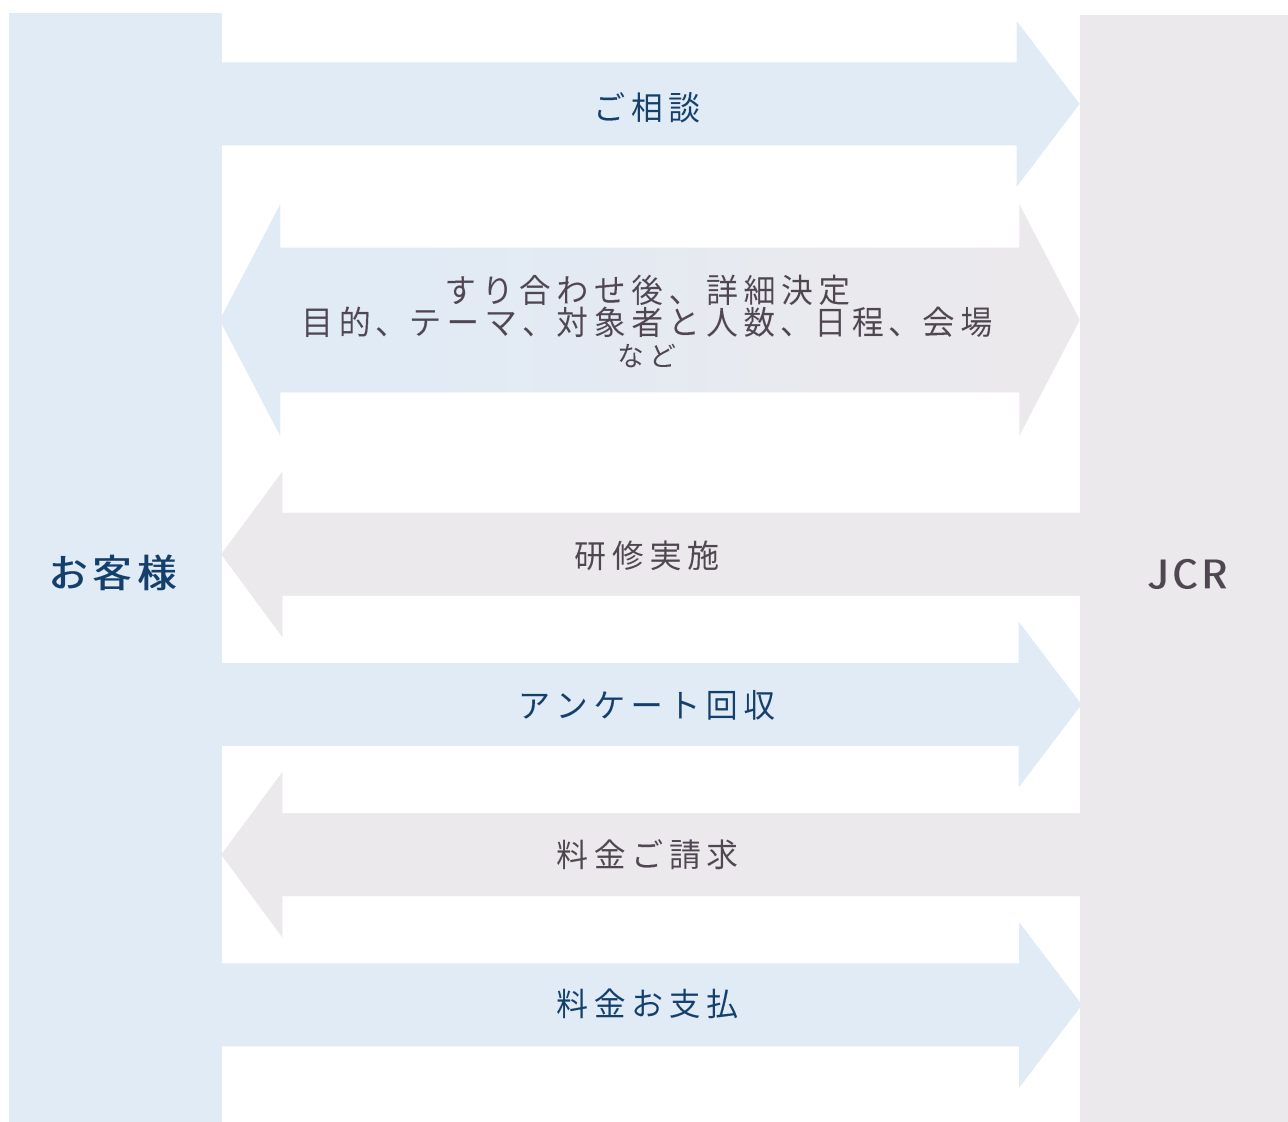 ご相談
すり合わせ後、詳細決定
目的、テーマ、対象者と人数、日程、会場
など
研修実施
お客様
JCR
アンケート回収
料金ご請求
料金お支払